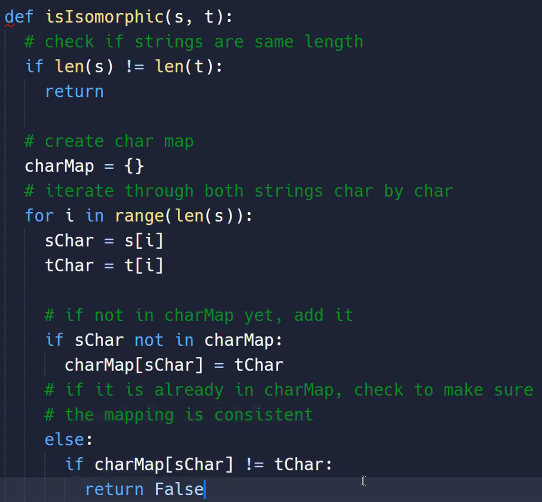 def isIsomorphic(s, t):
  # check if strings are same length
  if len(s) != len(t):
    return

  # create char map
  charMap = {}
  # iterate through both strings char by char
  for i in range(len(s)):
    sChar = s[i]
    tChar = t[i]

    # if not in charMap yet, add it
    if sChar not in charMap:
      charMap[sChar] = tChar
    # if it is already in charMap, check to make sure
    # the mapping is consistent
    else:
      if charMap[sChar] != tChar:
        return False